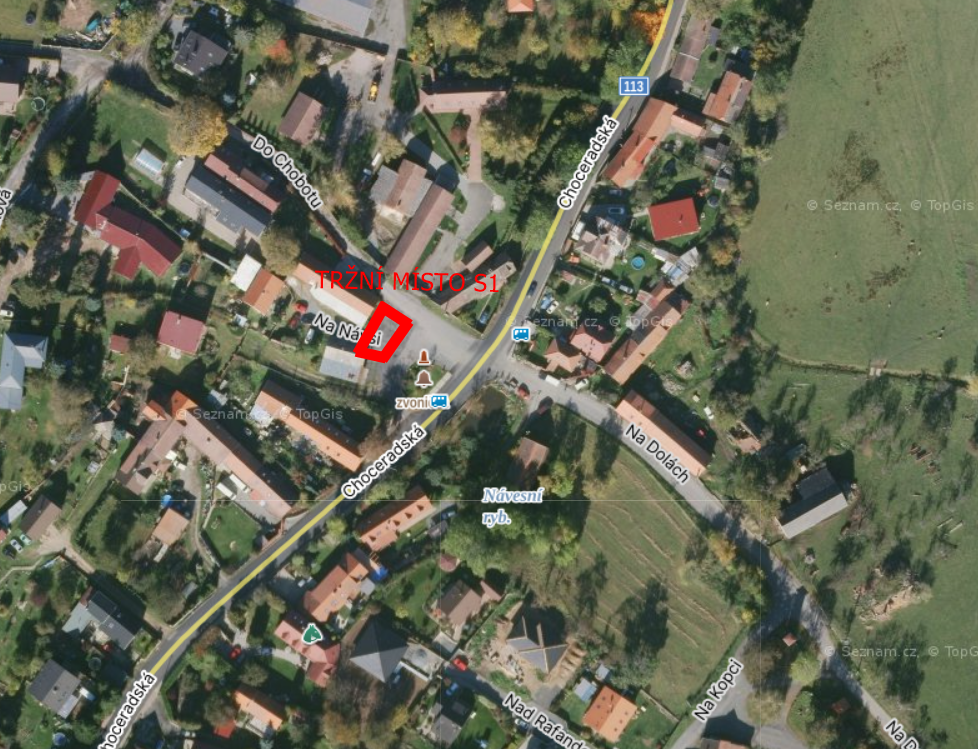 113
Choceradská
Do Chobotu
© Seznam.cz, © TopGis
TRŽNÍ MÍSTO S1
Na Návsi
Seznam.cz, © TopGis
zvoni
© Seznam.cz, © TopGis
Choceradská
Na Dolách
Návesní
ryb.
© Seznam.cz, © TopGis
Choceradská
Na Kopci
Nad Rafand